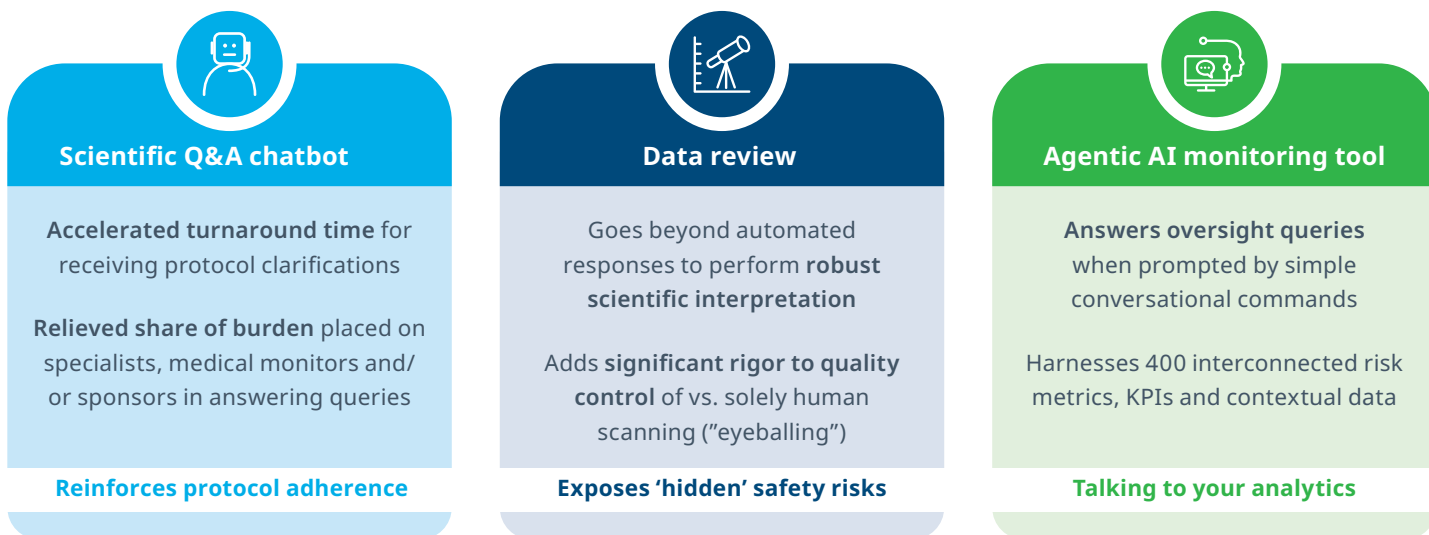 Scientific Q&A chatbot
Accelerated turnaround time for
receiving protocol clarifications
Relieved share of burden placed on
specialists, medical monitors and/
or sponsors in answering queries
Reinforces protocol adherence
Data review
Goes beyond automated
responses to perform robust
scientific interpretation
Adds significant rigor to quality
control of vs. solely human
scanning (”eyeballing”)
Exposes ‘hidden’ safety risks
Agentic AI monitoring tool
Answers oversight queries
when prompted by simple
conversational commands
Harnesses 400 interconnected risk
metrics, KPIs and contextual data
Talking to your analytics